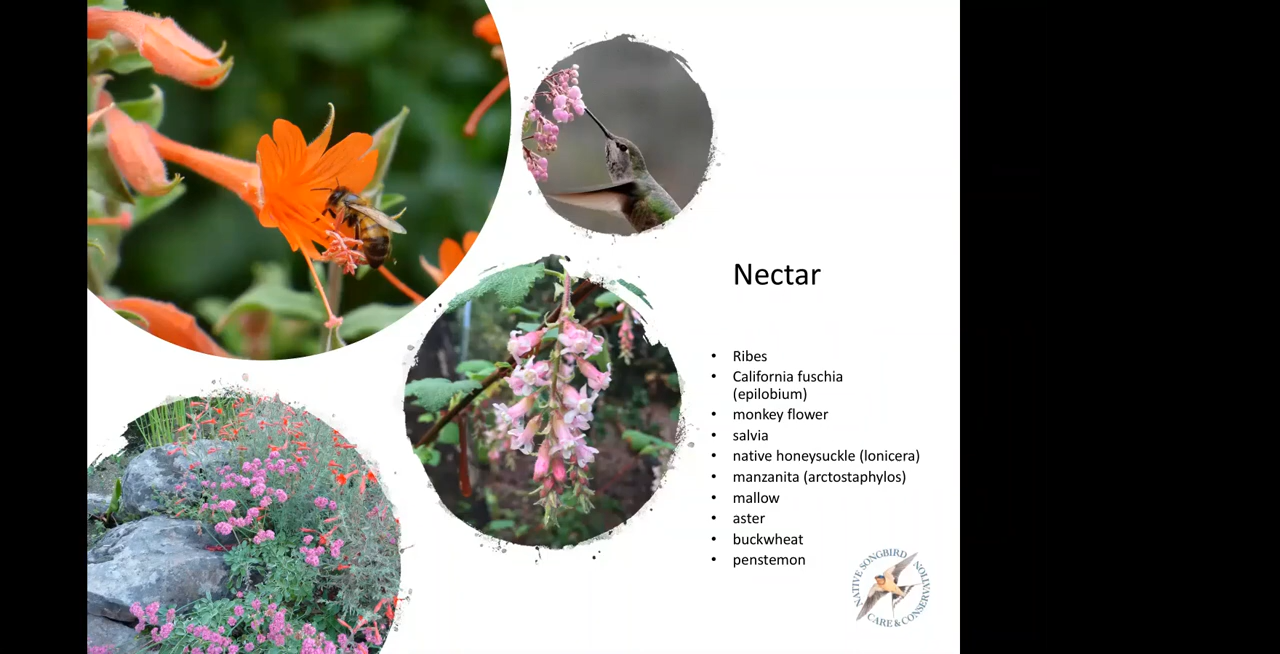 Nectar
• Ribes
• California fuschia
(epilobium)
• monkey flower
• salvia
• native honeysuckle (lonicera)
• manzanita (arctostaphylos)
• mallow
• aster
• buckwheat
• penstemon
NATIVE SONGBIRD
CARE & CONSERVATION